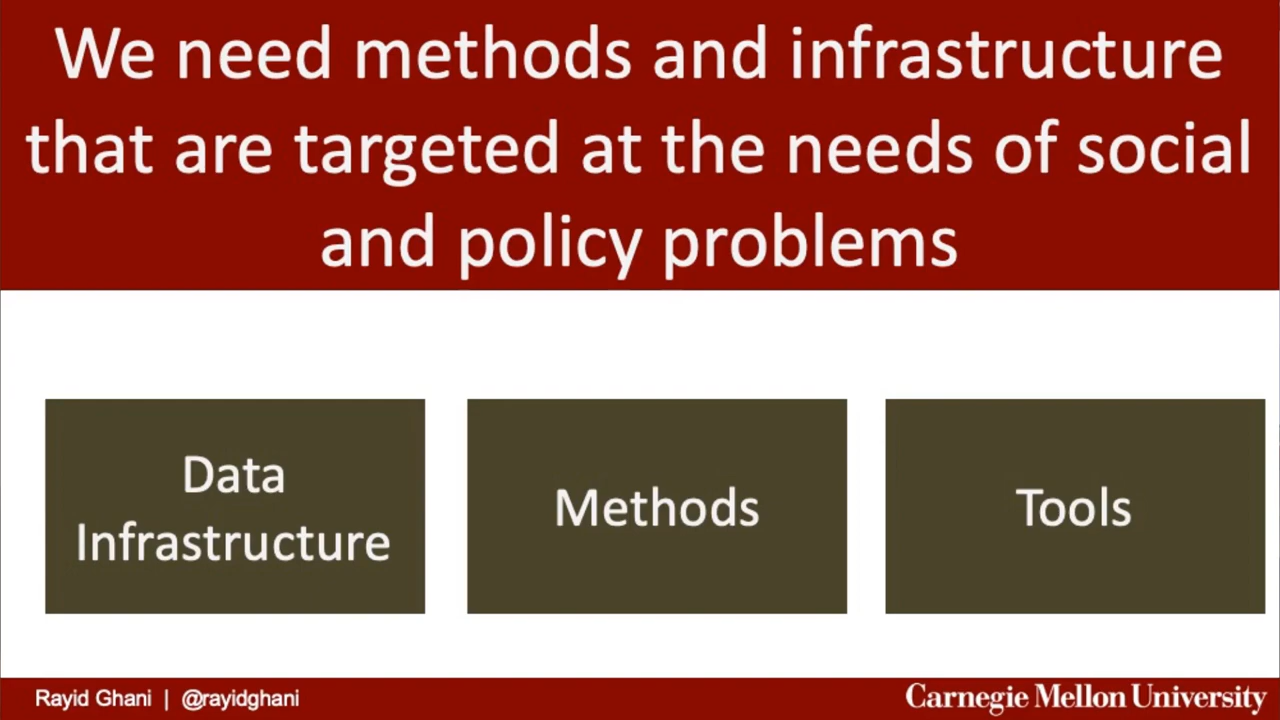 We need methods and infrastructure
that are targeted at the needs of social
and policy problems
Data
Infrastructure
Methods
Tools
Rayid Ghani | @rayidghani
Carnegie Mellon University